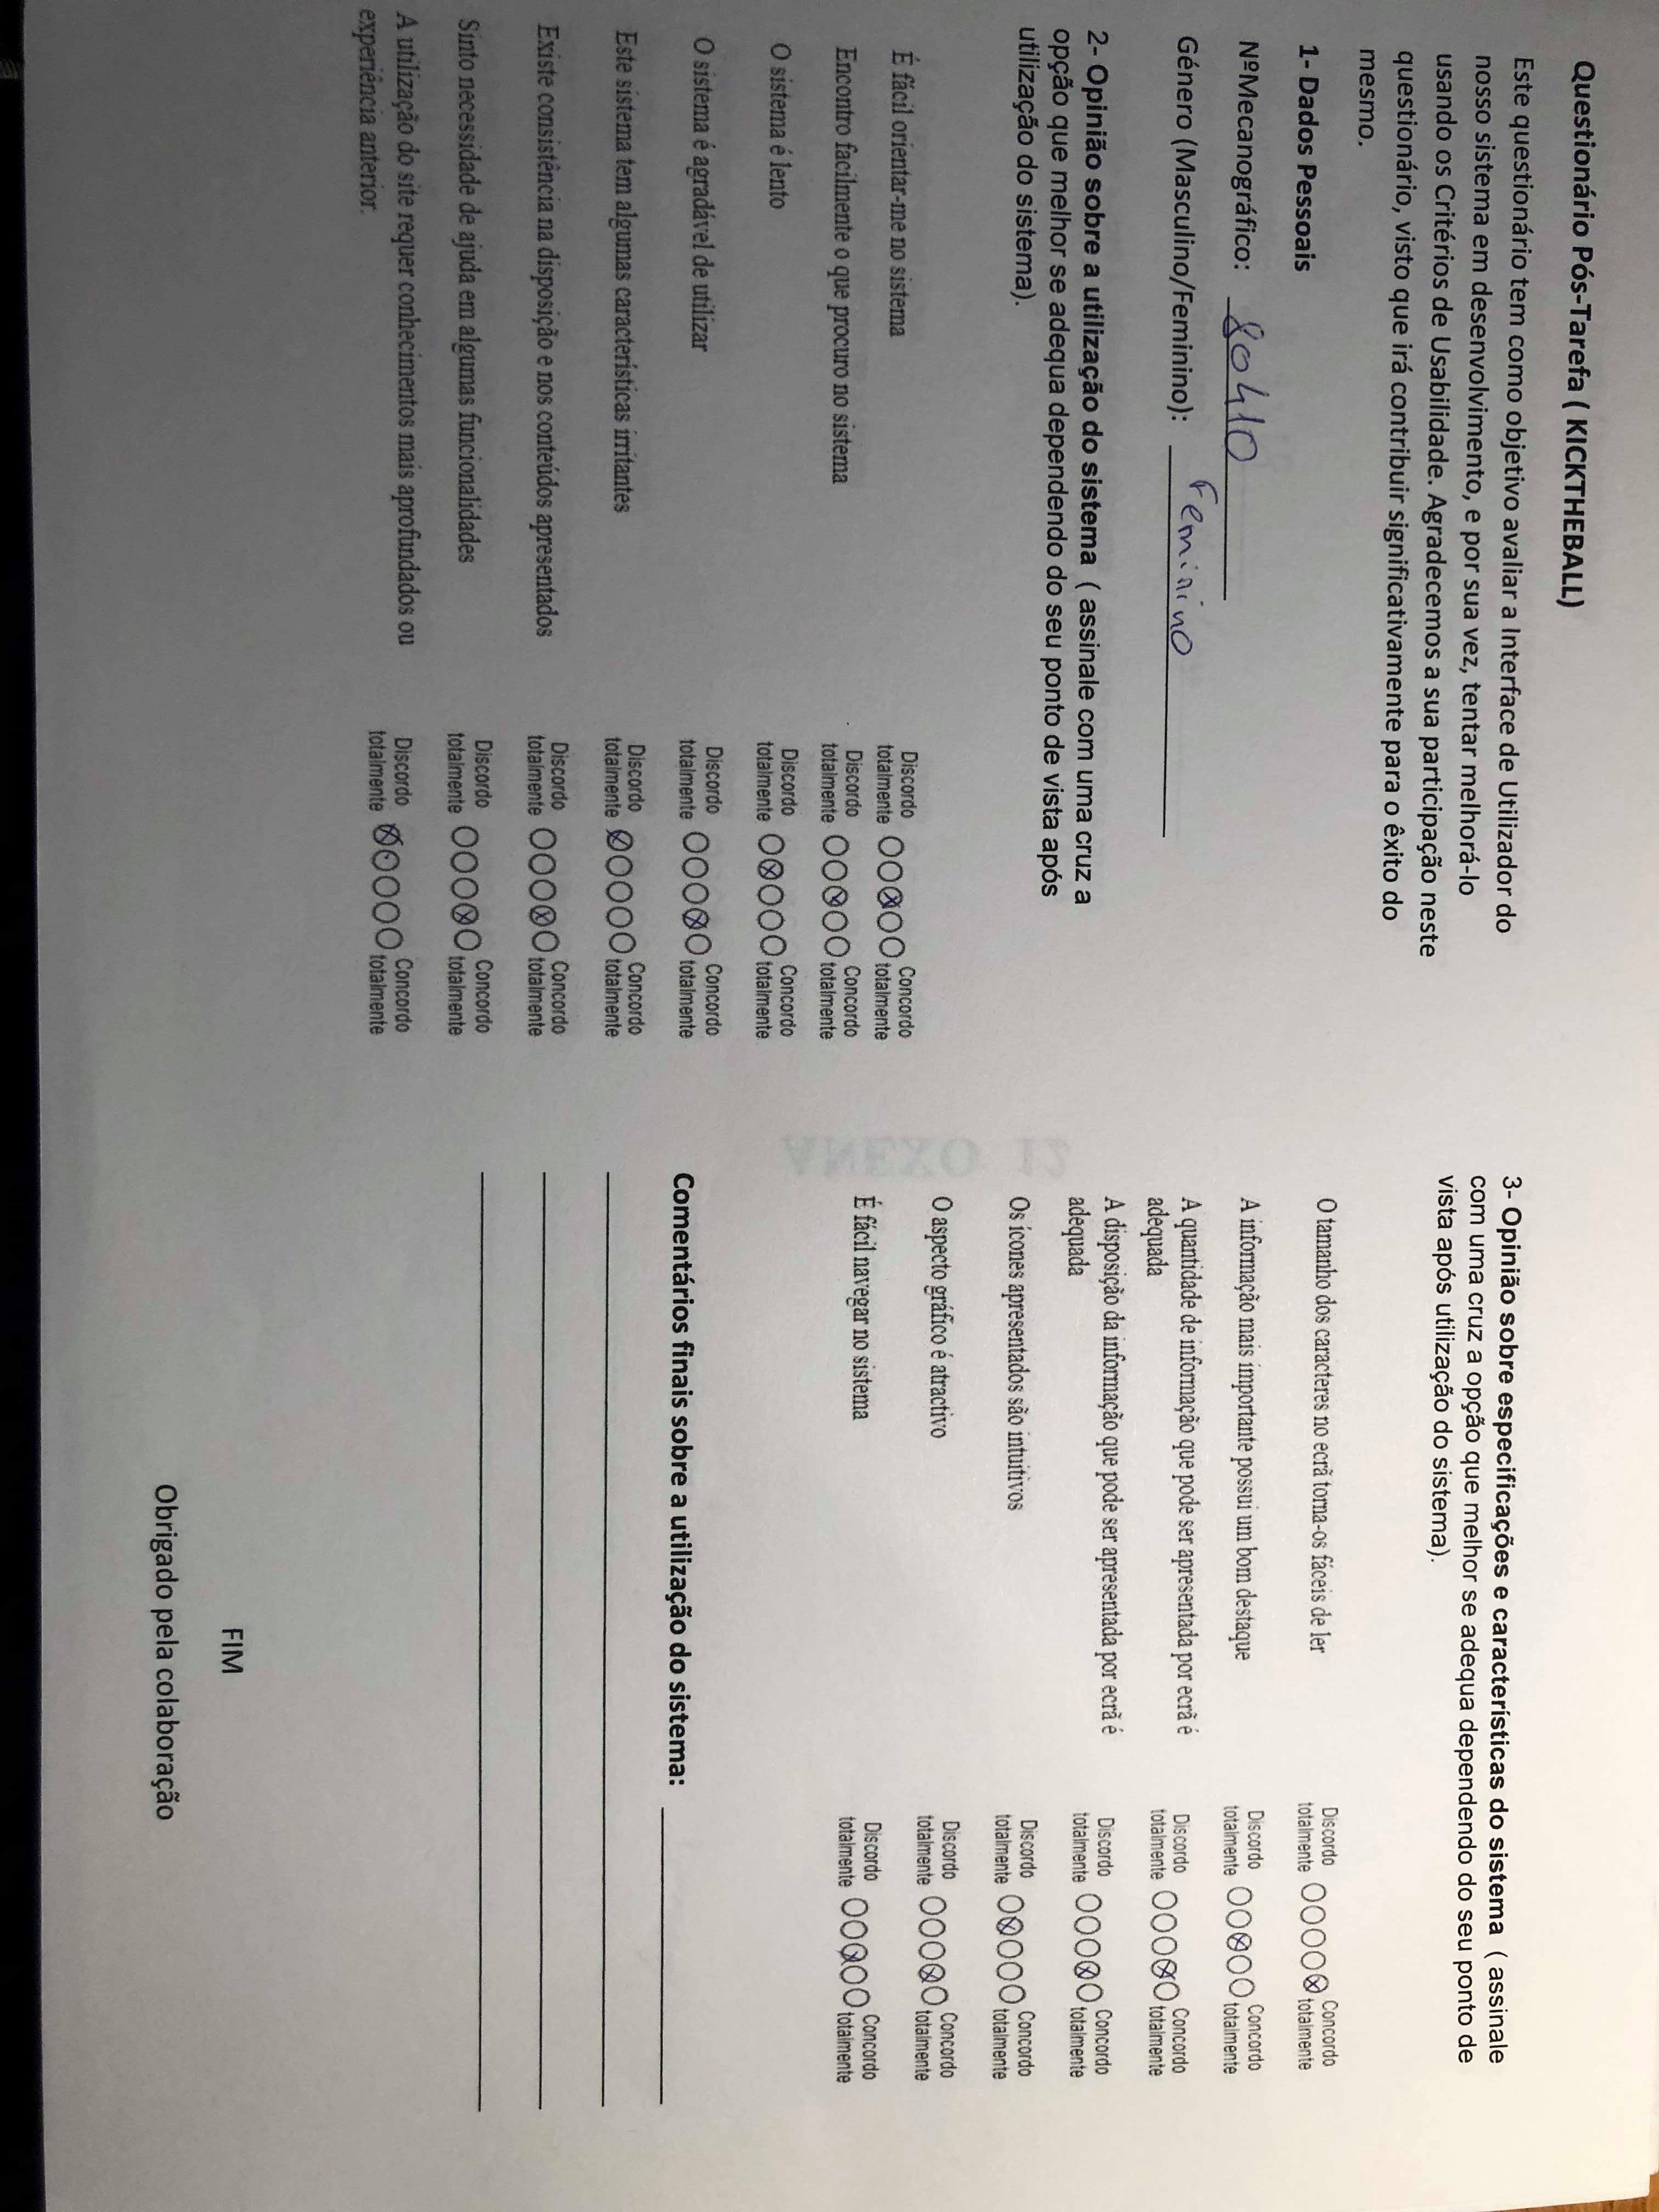 Questionário Pós-Tarefa ( KICKTHEBALL)
Este questionário tem como objetivo avaliar a Interface de Utilizador do
nosso sistema em desenvolvimento, e por sua vez, tentar melhorá-lo
usando os Critérios de Usabilidade. Agradecemos a sua participação neste
questionário, visto que irá contribuir significativamente para o êxito do
mesmo.
1- Dados Pessoais
NºMecanográfico: 80410
Género (Masculino/Feminino): Feminino
2- Opinião sobre a utilização do sistema ( assinale com uma cruz a
opção que melhor se adequa dependendo do seu ponto de vista após
utilização do sistema).
É fácil orientar-me no sistema
Discordo Concordo
totalmente totalmente
Encontro facilmente o que procuro no sistema
Discordo Concordo
totalmente totalmente
O sistema é lento
Discordo Concordo
totalmente totalmente
O sistema é agradável de utilizar
Discordo Concordo
totalmente totalmente
Este sistema tem algumas características irritantes
Discordo Concordo
totalmente totalmente
Existe consistência na disposição e nos conteúdos apresentados
Discordo Concordo
totalmente totalmente
Sinto necessidade de ajuda em algumas funcionalidades
Discordo Concordo
totalmente totalmente
A utilização do site requer conhecimentos mais aprofundados ou
experiência anterior.
Discordo Concordo
totalmente totalmente
3- Opinião sobre especificações e características do sistema ( assinale
com uma cruz a opção que melhor se adequa dependendo do seu ponto de
vista após utilização do sistema).
O tamanho dos caracteres no ecrã torna-os fáceis de ler
Discordo Concordo
totalmente totalmente
A informação mais importante possui um bom destaque
Discordo Concordo
totalmente totalmente
A quantidade de informação que pode ser apresentada por ecrã é
adequada
Discordo Concordo
totalmente totalmente
A disposição da informação que pode ser apresentada por ecrã é
adequada
Discordo Concordo
totalmente totalmente
Os ícones apresentados são intuitivos
Discordo Concordo
totalmente totalmente
O aspecto gráfico é atractivo
Discordo Concordo
totalmente totalmente
É fácil navegar no sistema
Discordo Concordo
totalmente totalmente
Comentários finais sobre a utilização do sistema:
FIM
Obrigado pela colaboração
ANEXO 12